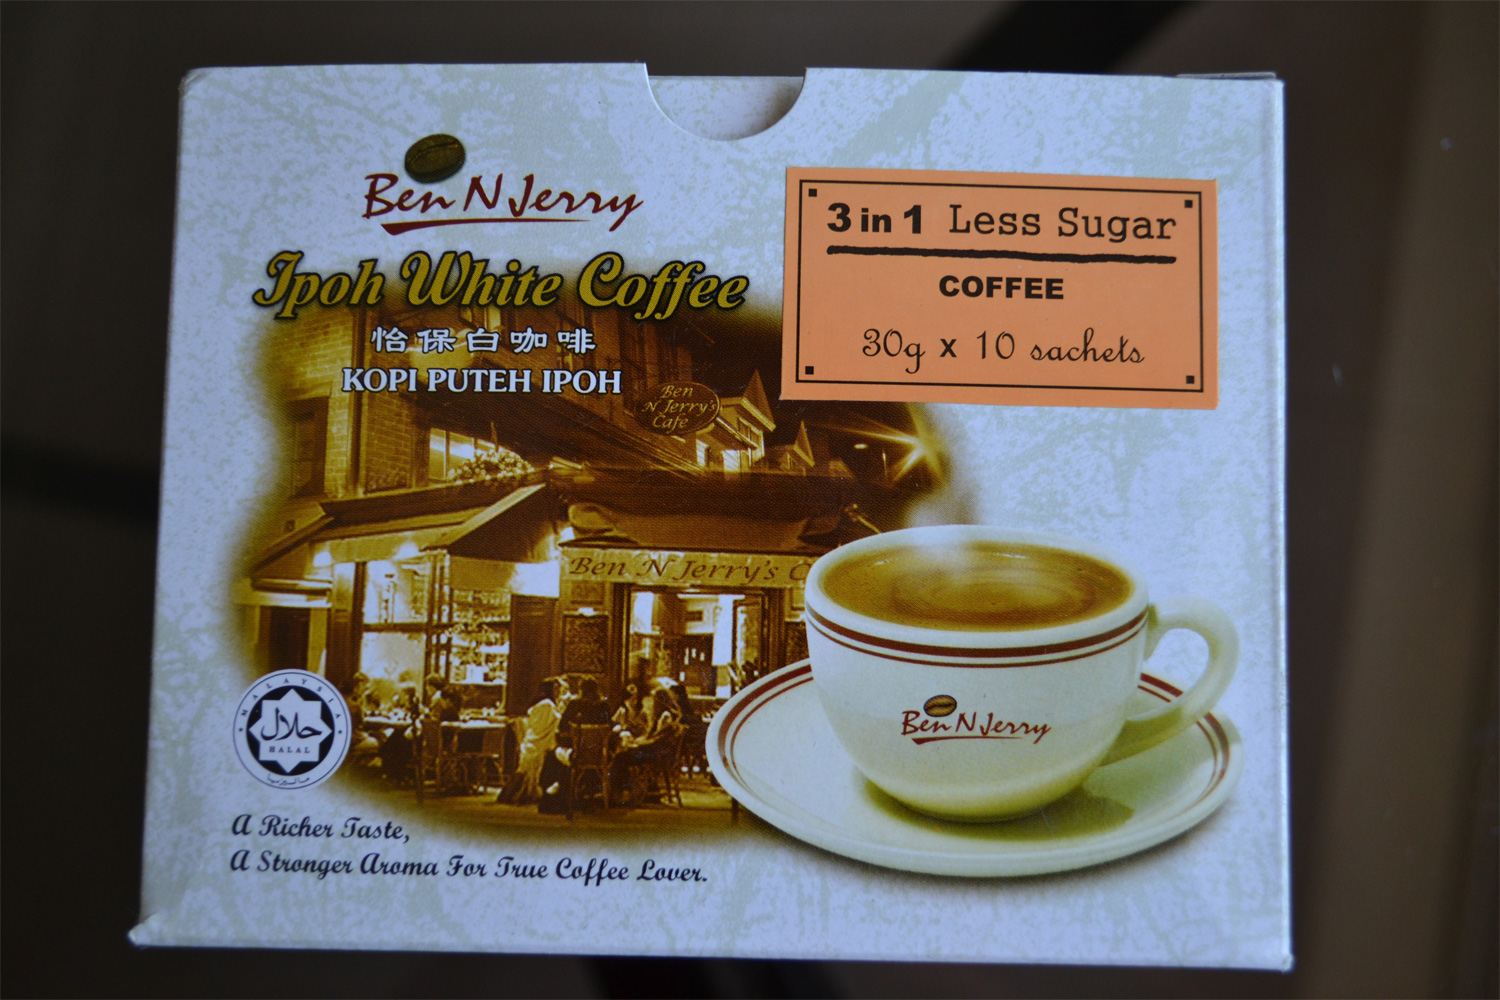 Ben N Jerry
Ipoh White Coffee
怡保白咖啡
KOPI PUTEH IPOH
3 in 1 Less Sugar
COFFEE
30g x 10 sachets
Ben
N Jerry's
Cafe
Ben N Jerry's C
Ben N Jerry
MALAYSIA
حلال
HALAL
A Richer Taste,
A Stronger Aroma For True Coffee Lover.